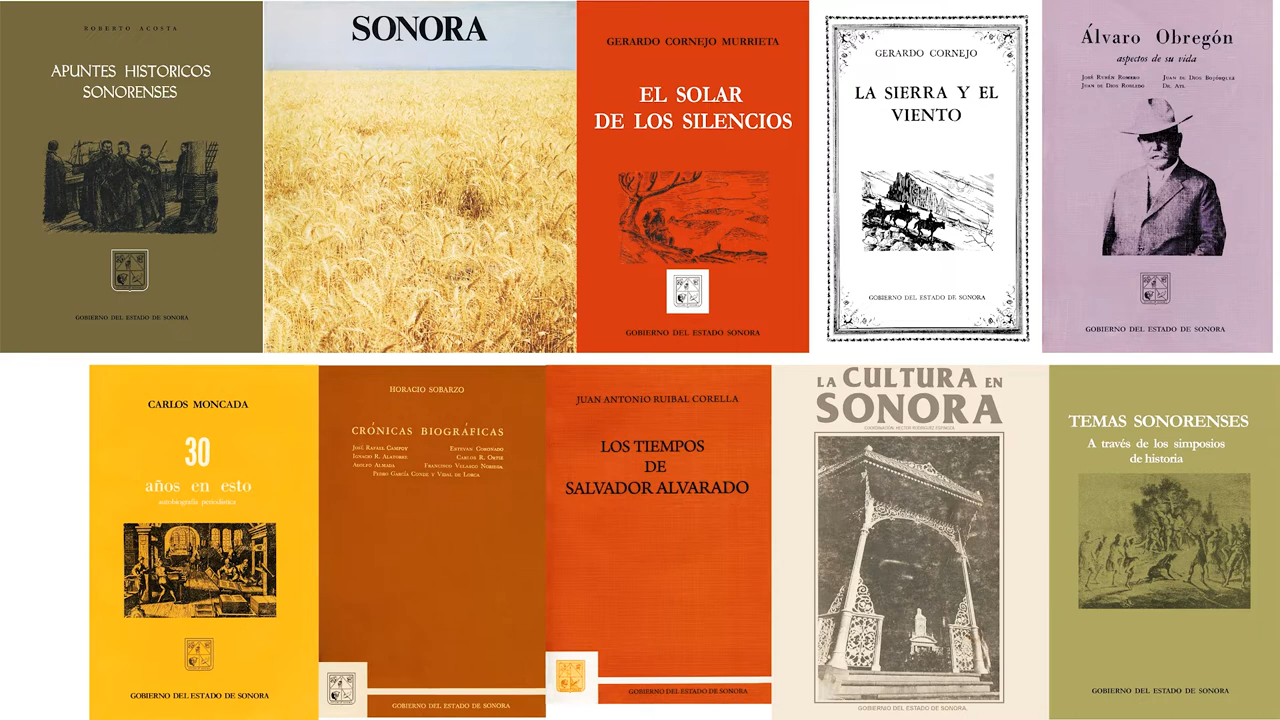 ROBERTO ACOSTA
APUNTES HISTORICOS
SONORENSES
GOBIERNO DEL ESTADO DE SONORA
SONORA
GERARDO CORNEJO MURRIETA
EL SOLAR
DE LOS SILENCIOS
GOBIERNO DEL ESTADO SONORA
GERARDO CORNEJO
LA SIERRA Y EL
VIENTO
GOBIERNO DEL ESTADO DE SONORA
Álvaro Obregón
aspectos de su vida
José Rubén Romero Juan de Dios Bojórquez
Juan de Dios Robledo Dr. Atl
GOBIERNO DEL ESTADO DE SONORA
CARLOS MONCADA
30
años en esto
autobiografía periodística
GOBIERNO DEL ESTADO DE SONORA
HORACIO SOBARZO
CRÓNICAS BIOGRÁFICAS
José Rafael Campoy Estevan Coronado
Ignacio R. Alatorre Carlos R. Ortiz
Adolfo Almada Francisco Velasco Noriega
Pedro García Conde y Vidal de Lorca
GOBIERNO DEL ESTADO DE SONORA
JUAN ANTONIO RUIBAL CORELLA
LOS TIEMPOS
DE
SALVADOR ALVARADO
GOBIERNO DEL ESTADO DE SONORA
LA CULTURA EN
SONORA
GOBIERNO DEL ESTADO DE SONORA.
TEMAS SONORENSES
A través de los simposios
de historia
GOBIERNO DEL ESTADO DE SONORA